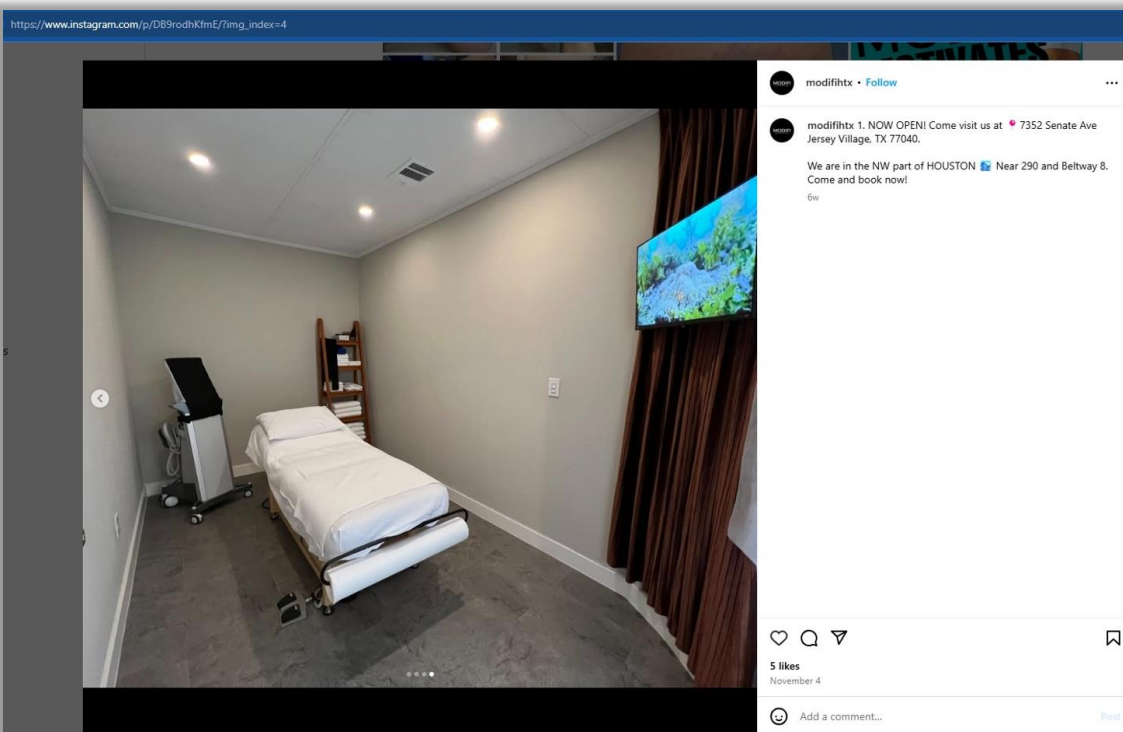 https://www.instagram.com/p/DB9rodhKfmE/?img_index=4
MODIFI
modifihtx • Follow
MODIFI
modifihtx 1. NOW OPEN! Come visit us at 📍 7352 Senate Ave
Jersey Village, TX 77040.
We are in the NW part of HOUSTON 🌃 Near 290 and Beltway 8.
Come and book now!
6w
s
5 likes
November 4
Add a comment...
Post